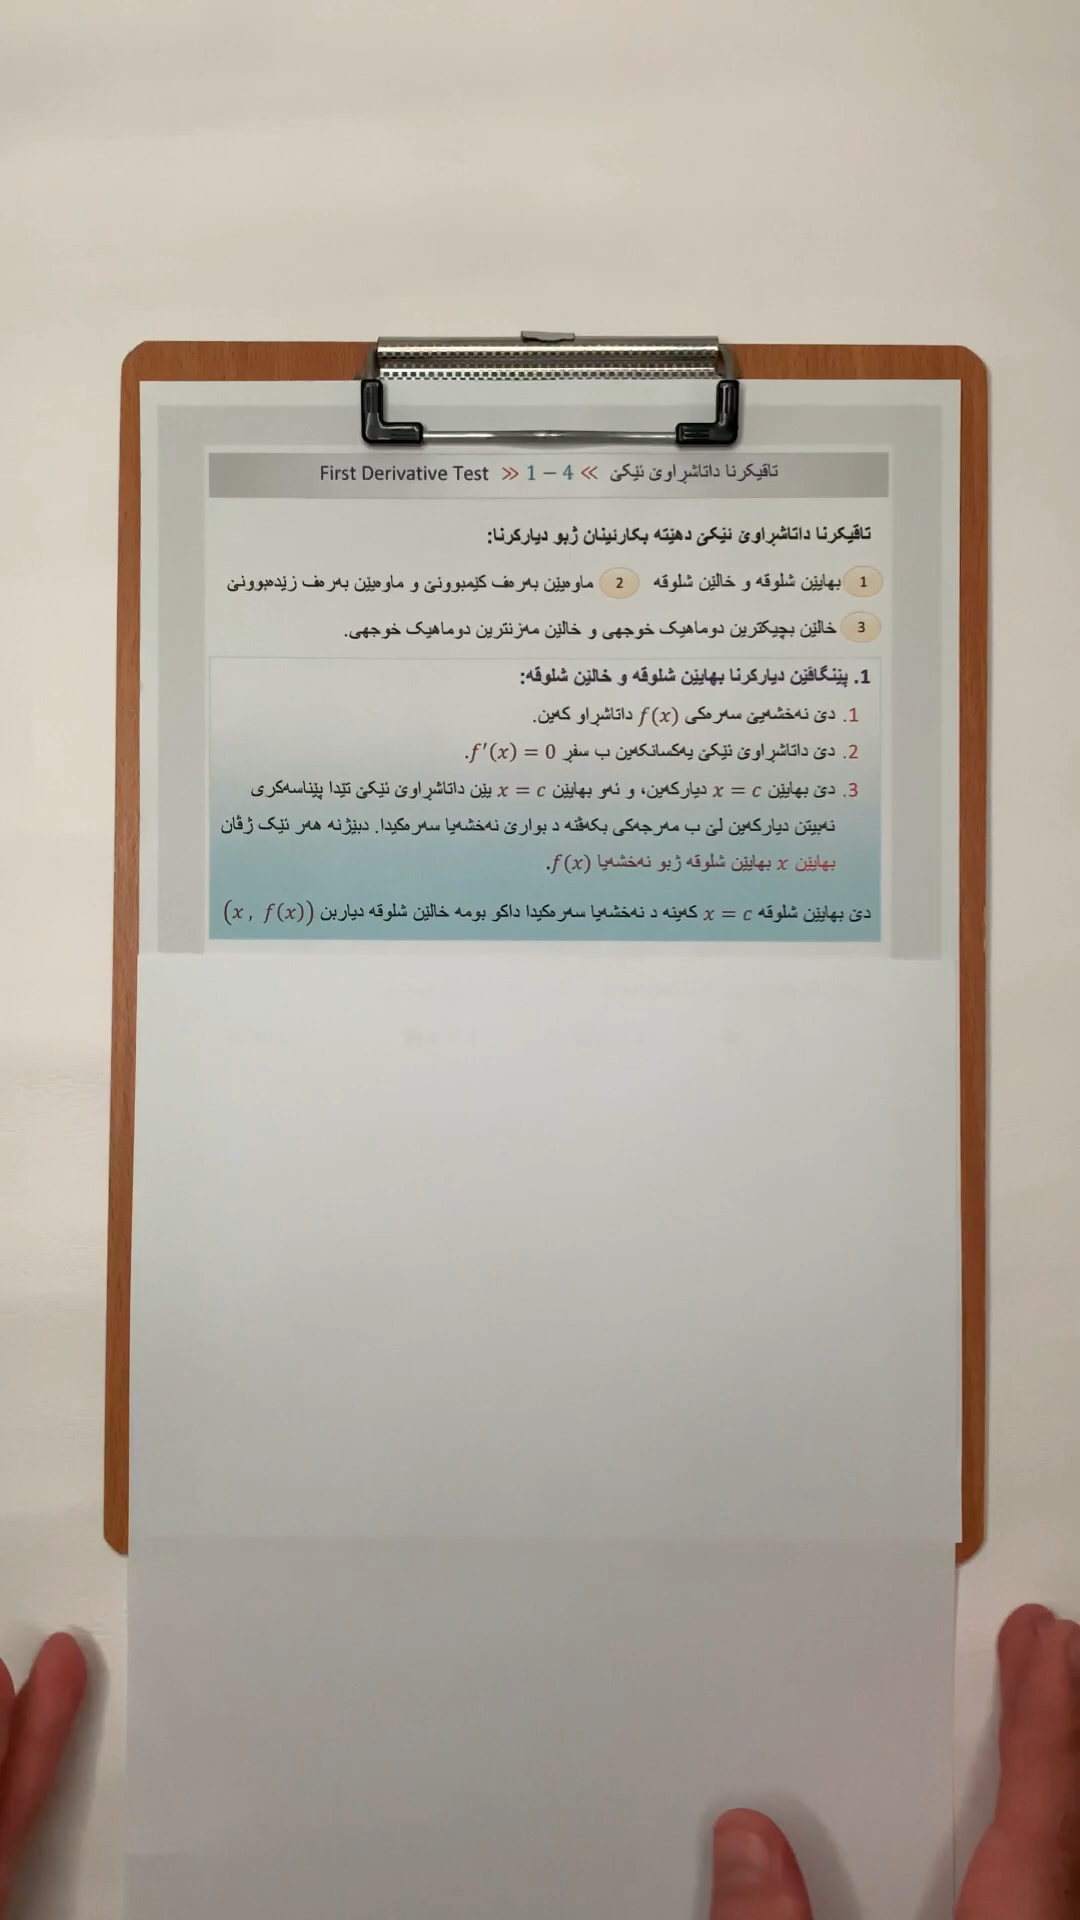 تاقیکرنا داتاشراوێ ئێکێ >> 4 – 1 << First Derivative Test
تاقیکرنا داتاشراوێ ئێکێ دهێتە بکارئینان ژبو دیارکرنا:
1 بهایێن شلوقە و خالێن شلوقە 2 ماوەیێن بەرەف کێمبوونێ و ماوەیێن بەرەف زێدەبوونێ
3 خالێن بچیکترین دوماهیک خوجهی و خالێن مەزنترین دوماهیک خوجهی.
1. پێنگاڤێن دیارکرنا بهایێن شلوقە و خالێن شلوقە:
1. دێ نەخشەیێ سەرەکی f(x) داتاشراو کەین.
2. دێ داتاشراوێ ئێکێ یەکسانکەین ب سفر f′(x) = 0.
3. دێ بهایێن x = c دیارکەین، و ئەو بهایێن x = c یێن داتاشراوێ ئێکێ تێدا پێناسەکری
نەبیتن دیارکەین لێ ب مەرجەکی بکەڤنە د بوارێ نەخشەیا سەرەکیدا. دبێژنە هەر ئێک ژڤان
بهایێن x بهایێن شلوقە ژبو نەخشەیا f(x).
دێ بهایێن شلوقە x = c کەینە د نەخشەیا سەرەکیدا داکو بومە خالێن شلوقە دیاربن (x , f(x))